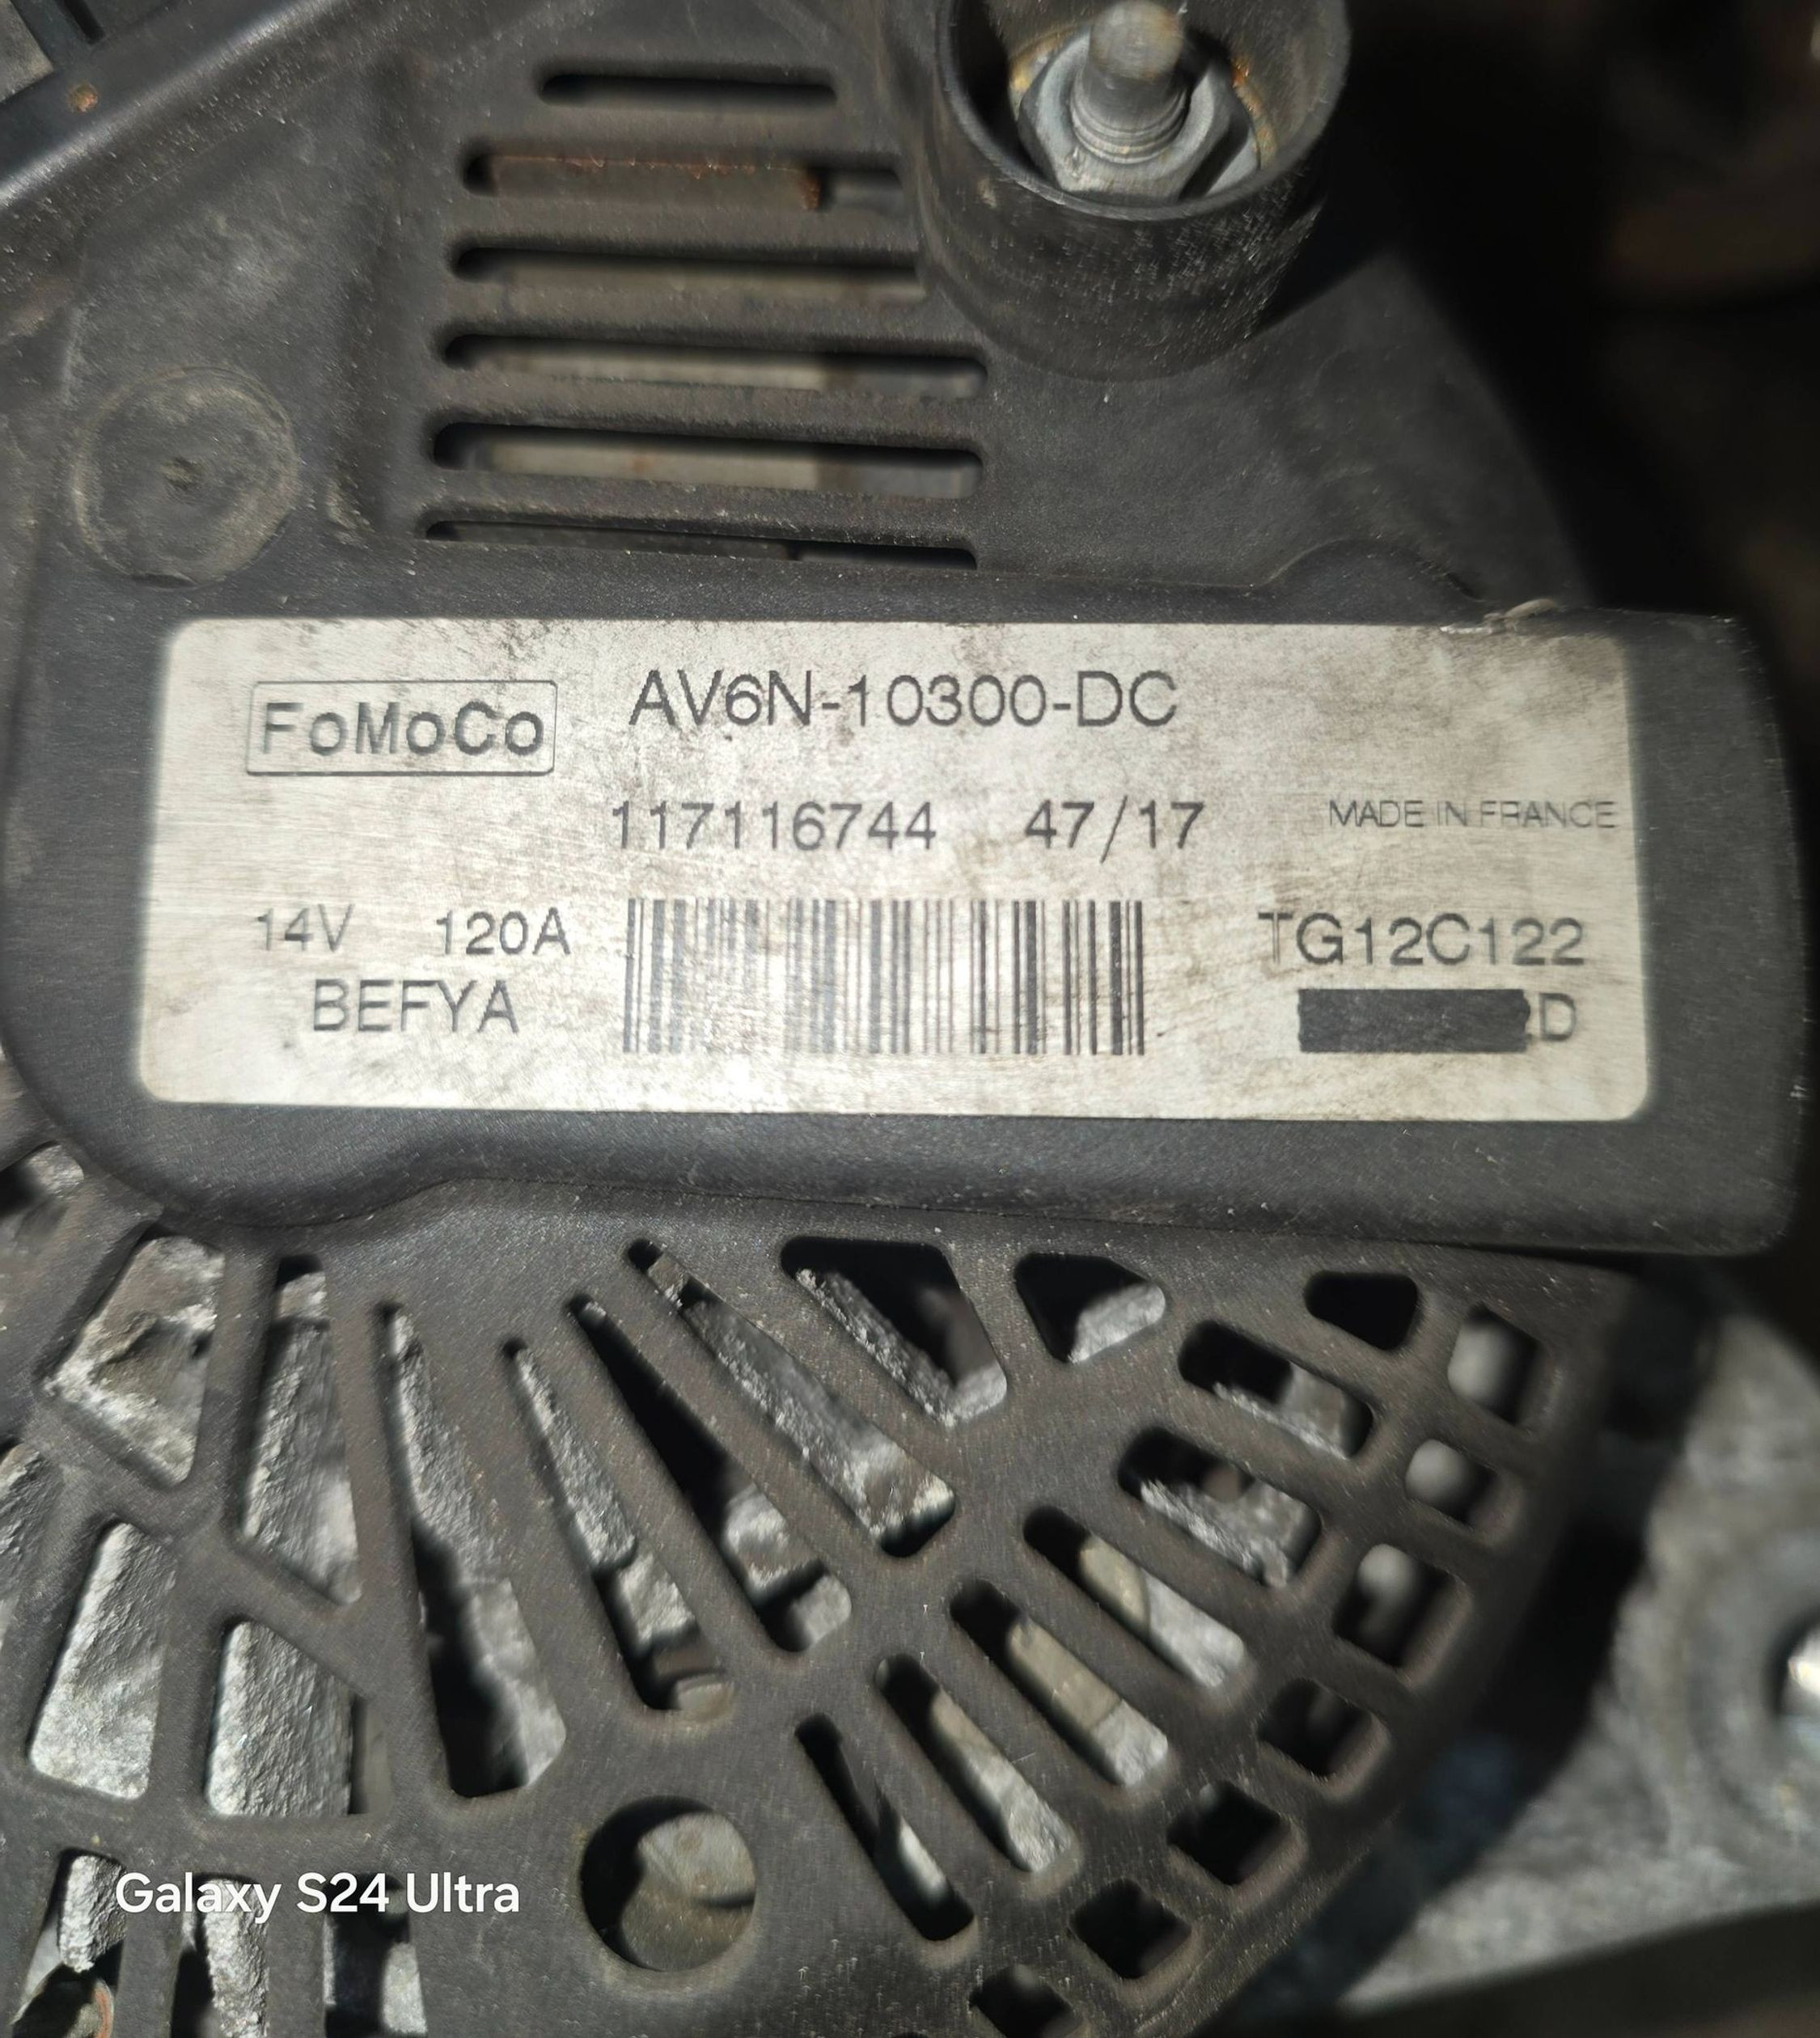 FoMoCo AV6N-10300-DC
117116744 47/17 MADE IN FRANCE
14V 120A TG12C122
BEFYA D
Galaxy S24 Ultra